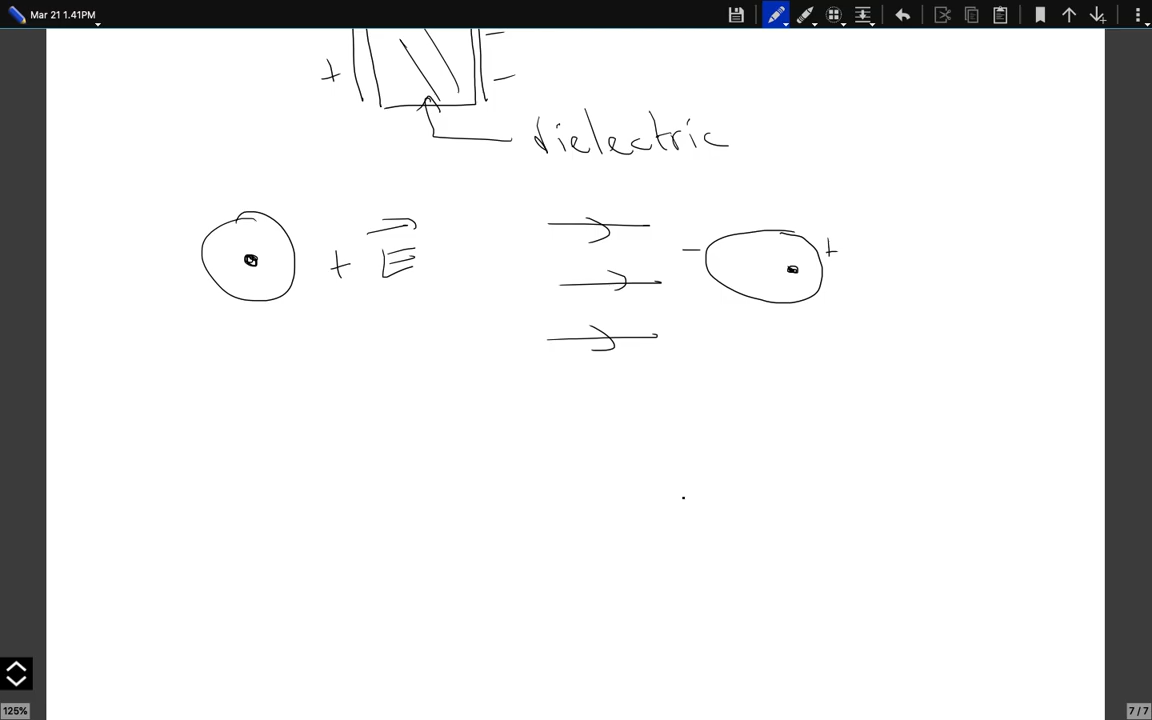 Mar 21 1.41PM
−
+ −
dielectric
+ E⃗ − +
125% 7 / 7